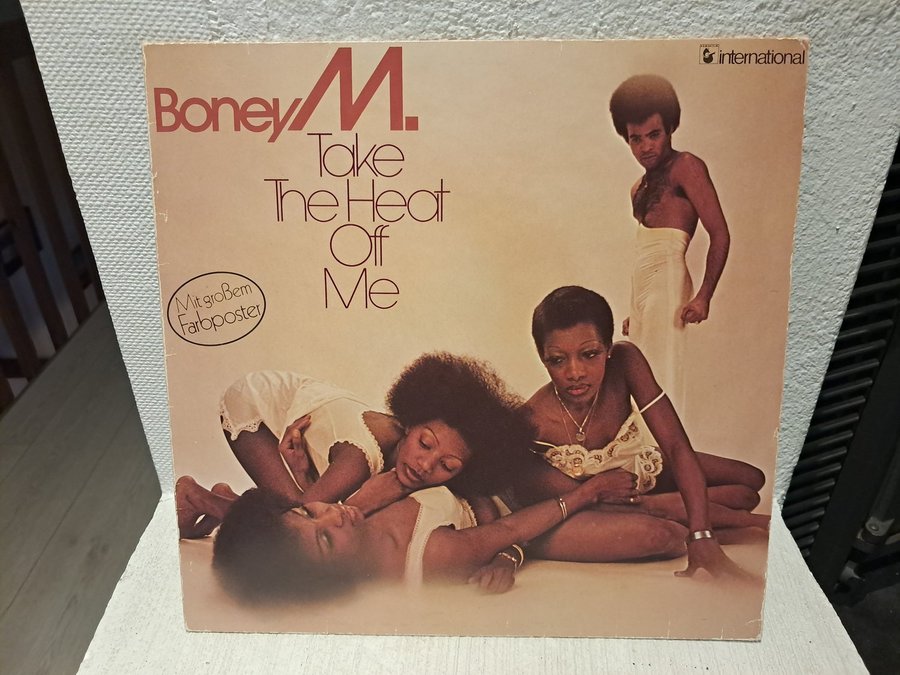 Boney M.
Take
The Heat
Off
Me
international
Mit großem
Farbposter